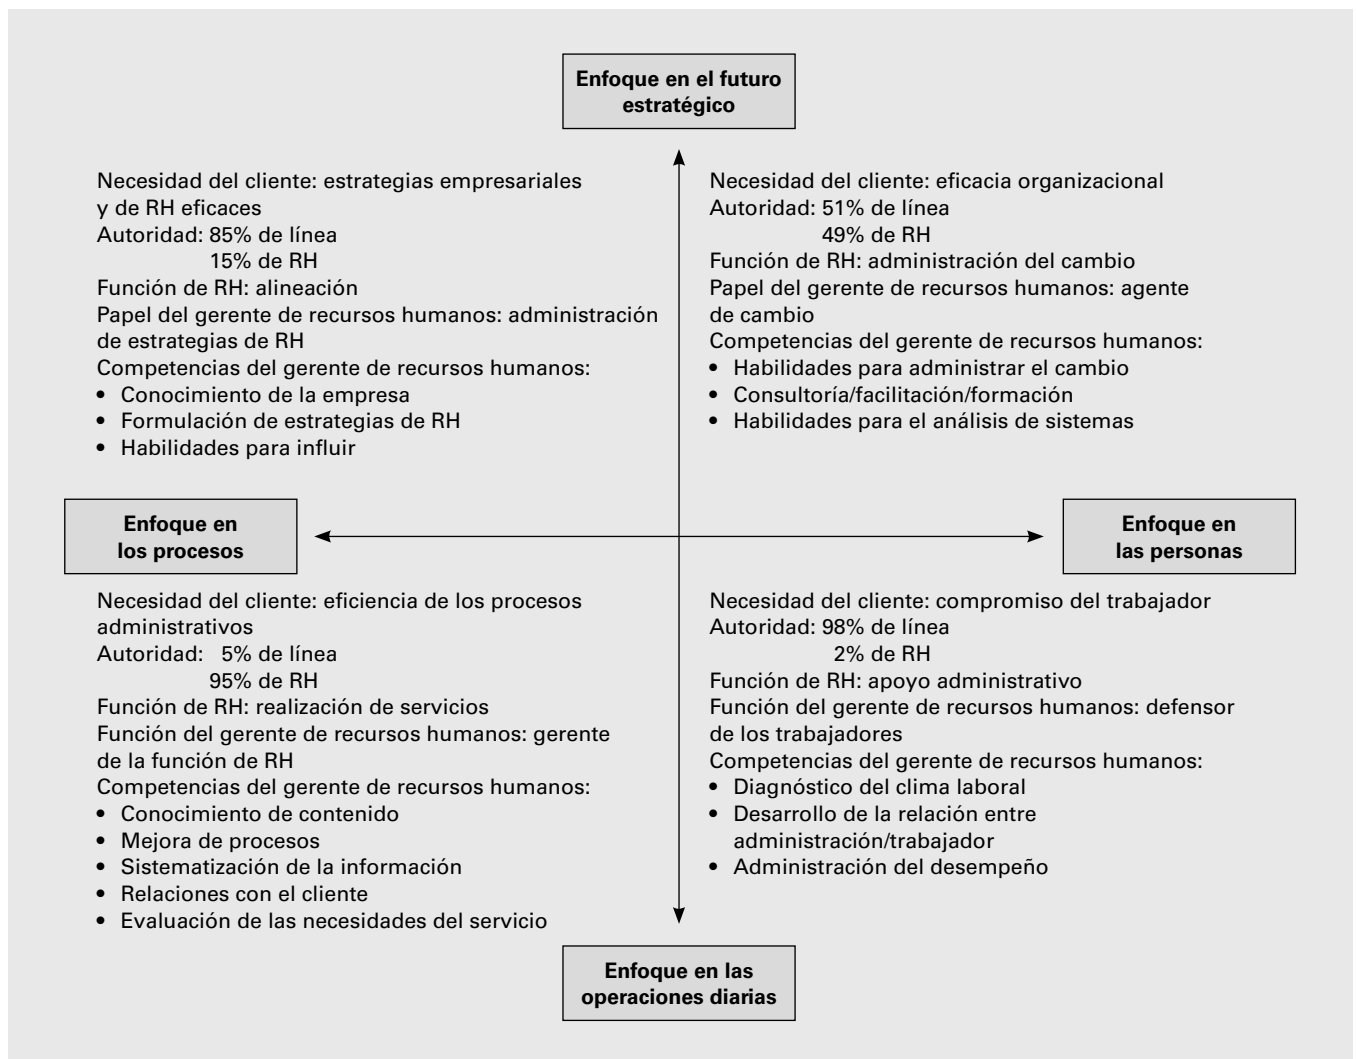 Enfoque en el futuro
estratégico
Necesidad del cliente: estrategias empresariales
y de RH eficaces
Autoridad: 85% de línea
15% de RH
Función de RH: alineación
Papel del gerente de recursos humanos: administración
de estrategias de RH
Competencias del gerente de recursos humanos:
• Conocimiento de la empresa
• Formulación de estrategias de RH
• Habilidades para influir
Necesidad del cliente: eficacia organizacional
Autoridad: 51% de línea
49% de RH
Función de RH: administración del cambio
Papel del gerente de recursos humanos: agente
de cambio
Competencias del gerente de recursos humanos:
• Habilidades para administrar el cambio
• Consultoría/facilitación/formación
• Habilidades para el análisis de sistemas
Enfoque en
los procesos
Enfoque en
las personas
Necesidad del cliente: eficiencia de los procesos
administrativos
Autoridad: 5% de línea
95% de RH
Función de RH: realización de servicios
Función del gerente de recursos humanos: gerente
de la función de RH
Competencias del gerente de recursos humanos:
• Conocimiento de contenido
• Mejora de procesos
• Sistematización de la información
• Relaciones con el cliente
• Evaluación de las necesidades del servicio
Necesidad del cliente: compromiso del trabajador
Autoridad: 98% de línea
2% de RH
Función de RH: apoyo administrativo
Función del gerente de recursos humanos: defensor
de los trabajadores
Competencias del gerente de recursos humanos:
• Diagnóstico del clima laboral
• Desarrollo de la relación entre
administración/trabajador
• Administración del desempeño
Enfoque en las
operaciones diarias